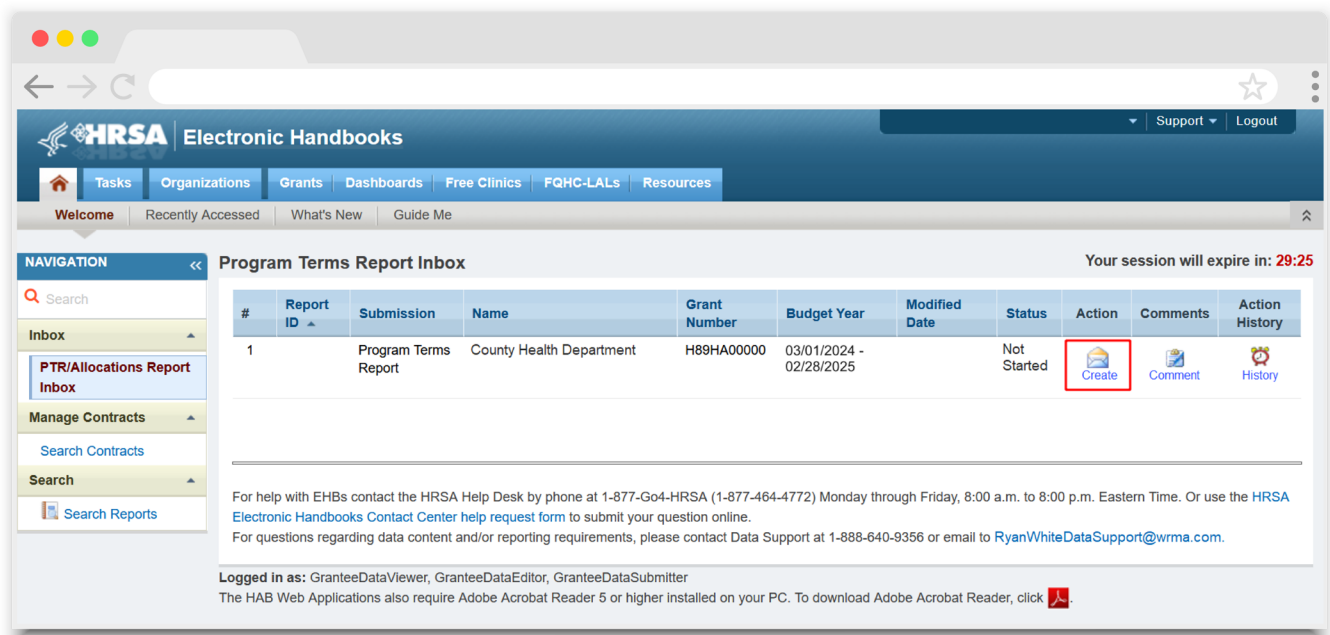 HRSA Electronic Handbooks
Support Logout
Tasks Organizations Grants Dashboards Free Clinics FQHC-LALs Resources
Welcome Recently Accessed What's New Guide Me
NAVIGATION
Search
Inbox
PTR/Allocations Report
Inbox
Manage Contracts
Search Contracts
Search
Search Reports
Program Terms Report Inbox
Your session will expire in: 29:25
# Report ID Submission Name Grant Number Budget Year Modified Date Status Action Comments Action History
1 Program Terms Report County Health Department H89HA00000 03/01/2024 - 02/28/2025 Not Started Create Comment History
For help with EHBs contact the HRSA Help Desk by phone at 1-877-Go4-HRSA (1-877-464-4772) Monday through Friday, 8:00 a.m. to 8:00 p.m. Eastern Time. Or use the HRSA
Electronic Handbooks Contact Center help request form to submit your question online.
For questions regarding data content and/or reporting requirements, please contact Data Support at 1-888-640-9356 or email to RyanWhiteDataSupport@wrma.com.
Logged in as: GranteeDataViewer, GranteeDataEditor, GranteeDataSubmitter
The HAB Web Applications also require Adobe Acrobat Reader 5 or higher installed on your PC. To download Adobe Acrobat Reader, click .